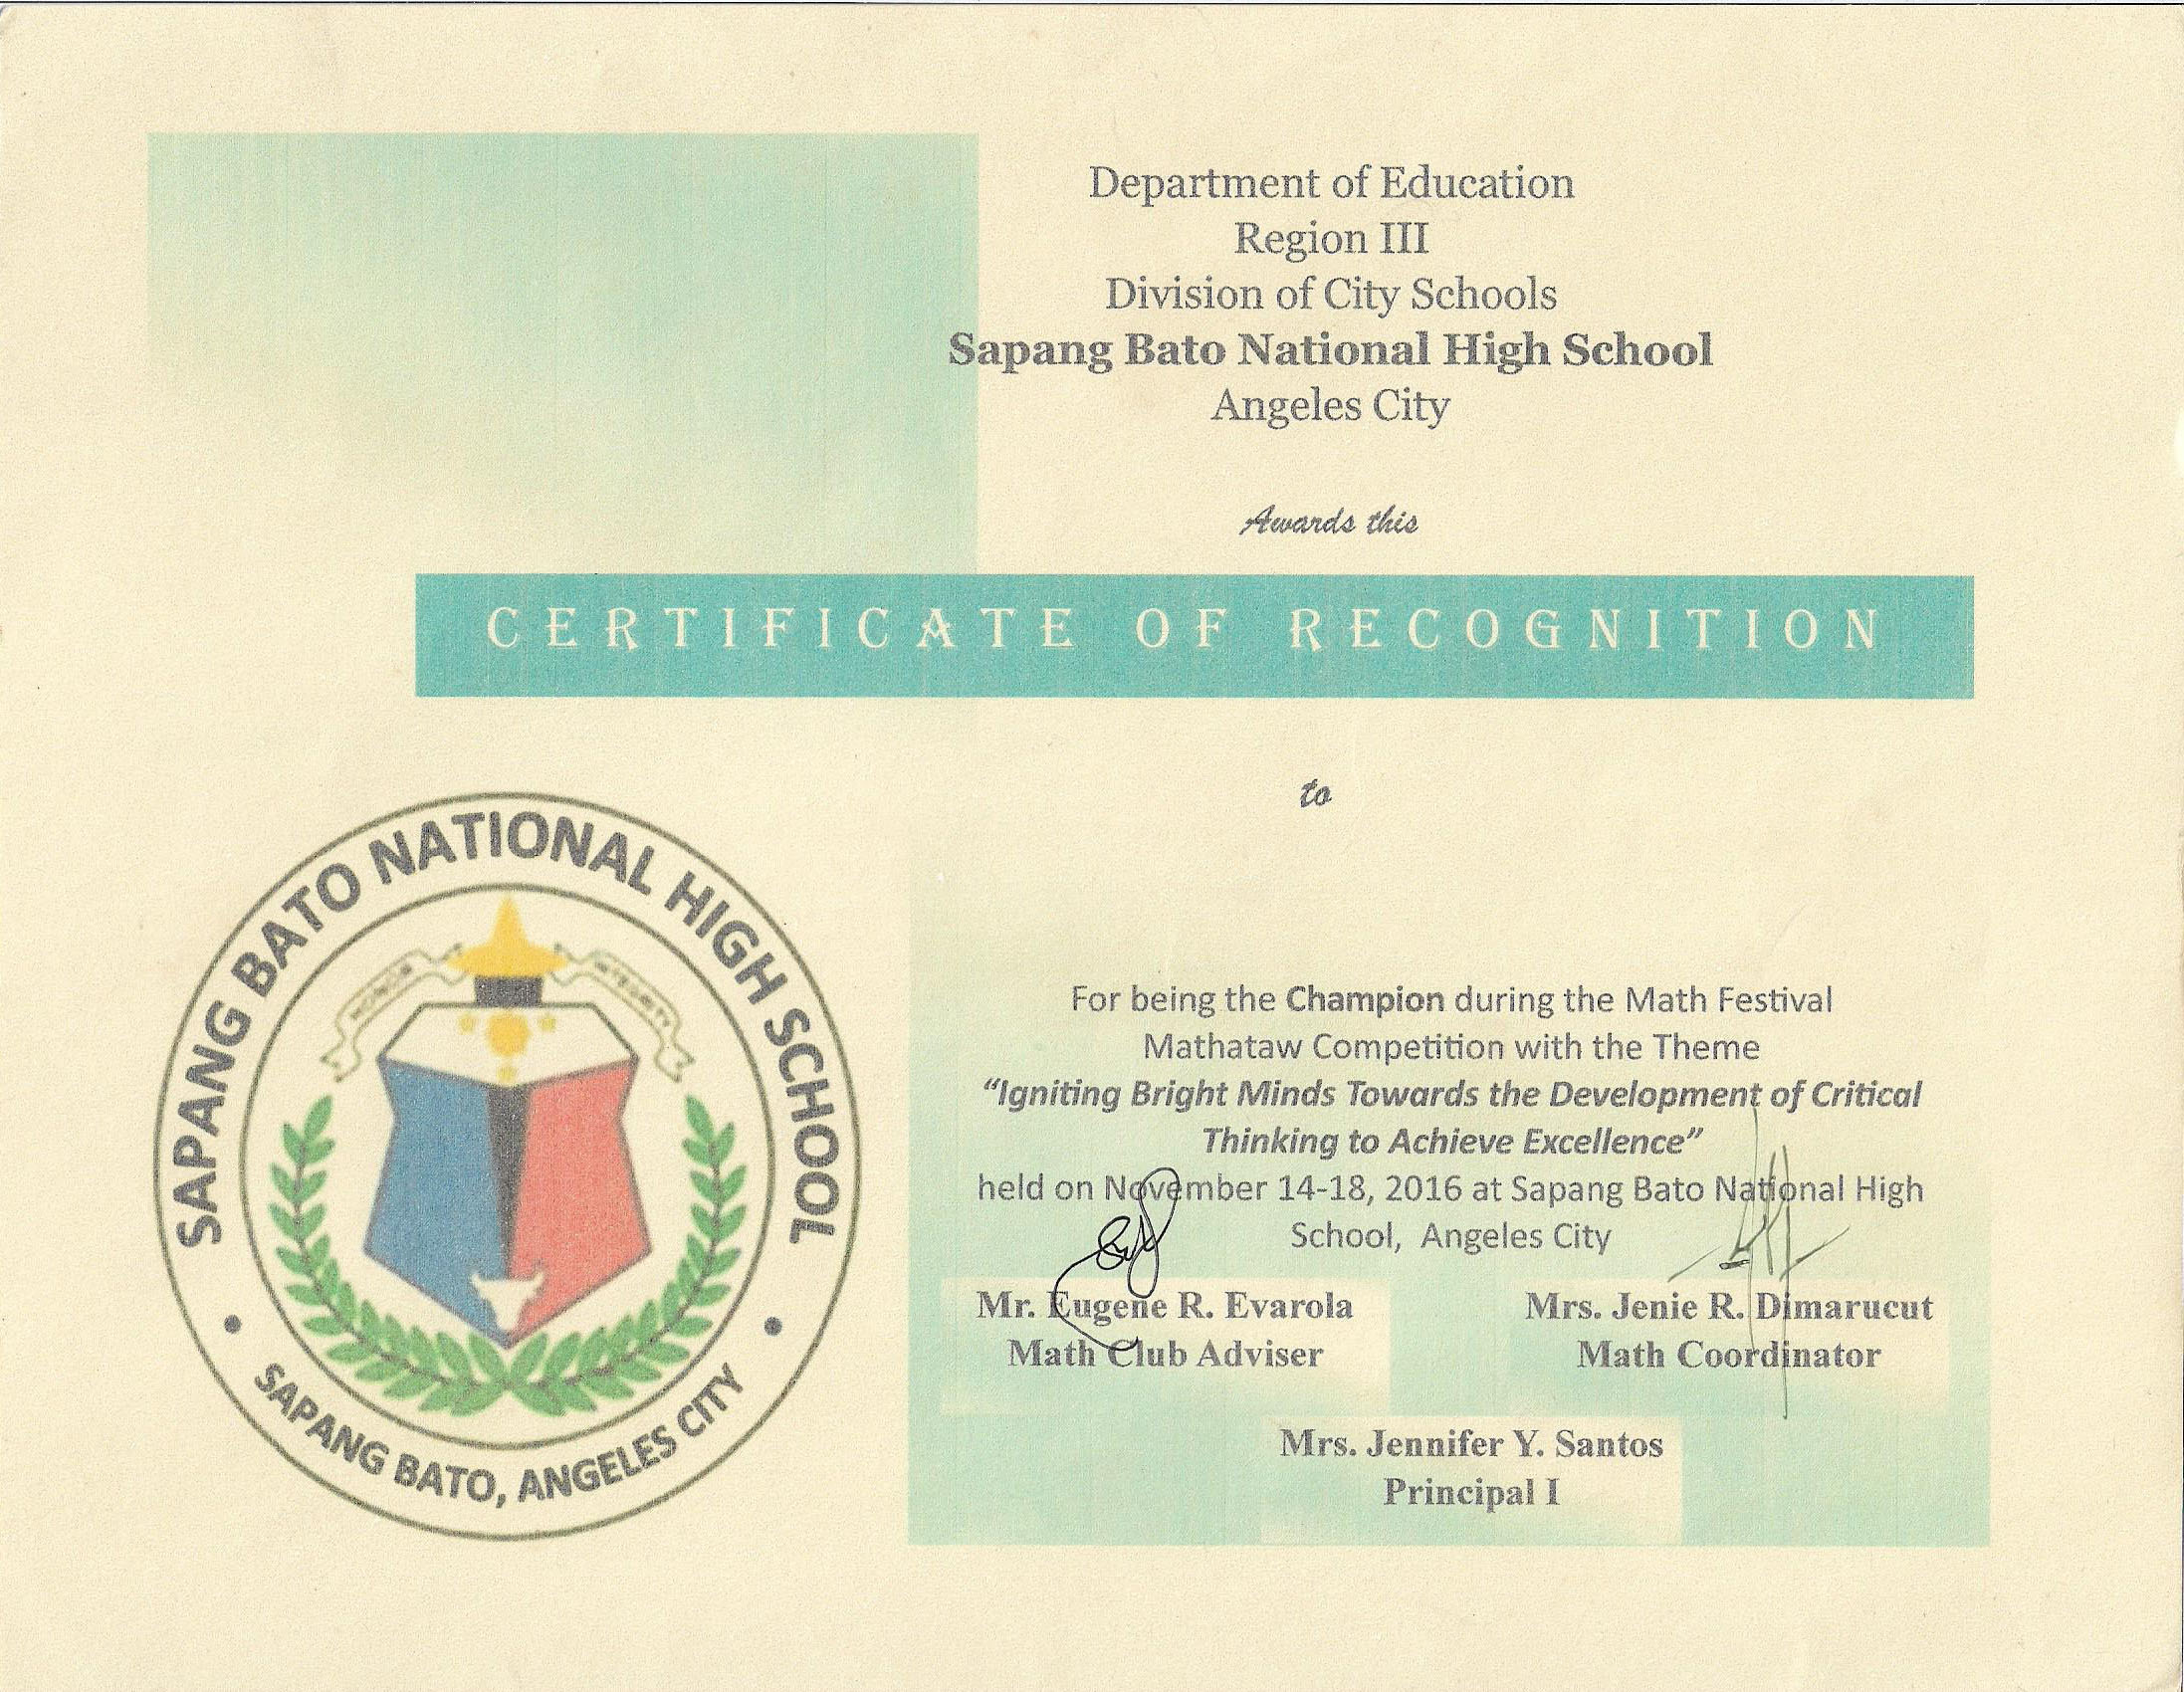 Department of Education
Region III
Division of City Schools
Sapang Bato National High School
Angeles City
Awards this
CERTIFICATE OF RECOGNITION
to
SAPANG BATO NATIONAL HIGH SCHOOL
HONOR
INTEGRITY
SAPANG BATO, ANGELES CITY
For being the Champion during the Math Festival
Mathataw Competition with the Theme
“Igniting Bright Minds Towards the Development of Critical
Thinking to Achieve Excellence”
held on November 14-18, 2016 at Sapang Bato National High
School, Angeles City
Mr. Eugene R. Evarola
Math Club Adviser
Mrs. Jenie R. Dimarucut
Math Coordinator
Mrs. Jennifer Y. Santos
Principal I